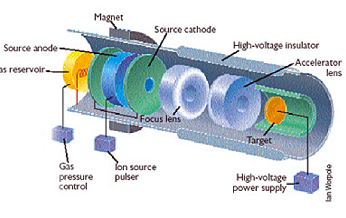 Magnet
Source cathode
Source anode
High-voltage insulator
as reservoir
Accelerator
lens
Focus lens
Target
Gas
pressure
control
Ion source
pulser
High-voltage
power supply
Ian Worpole